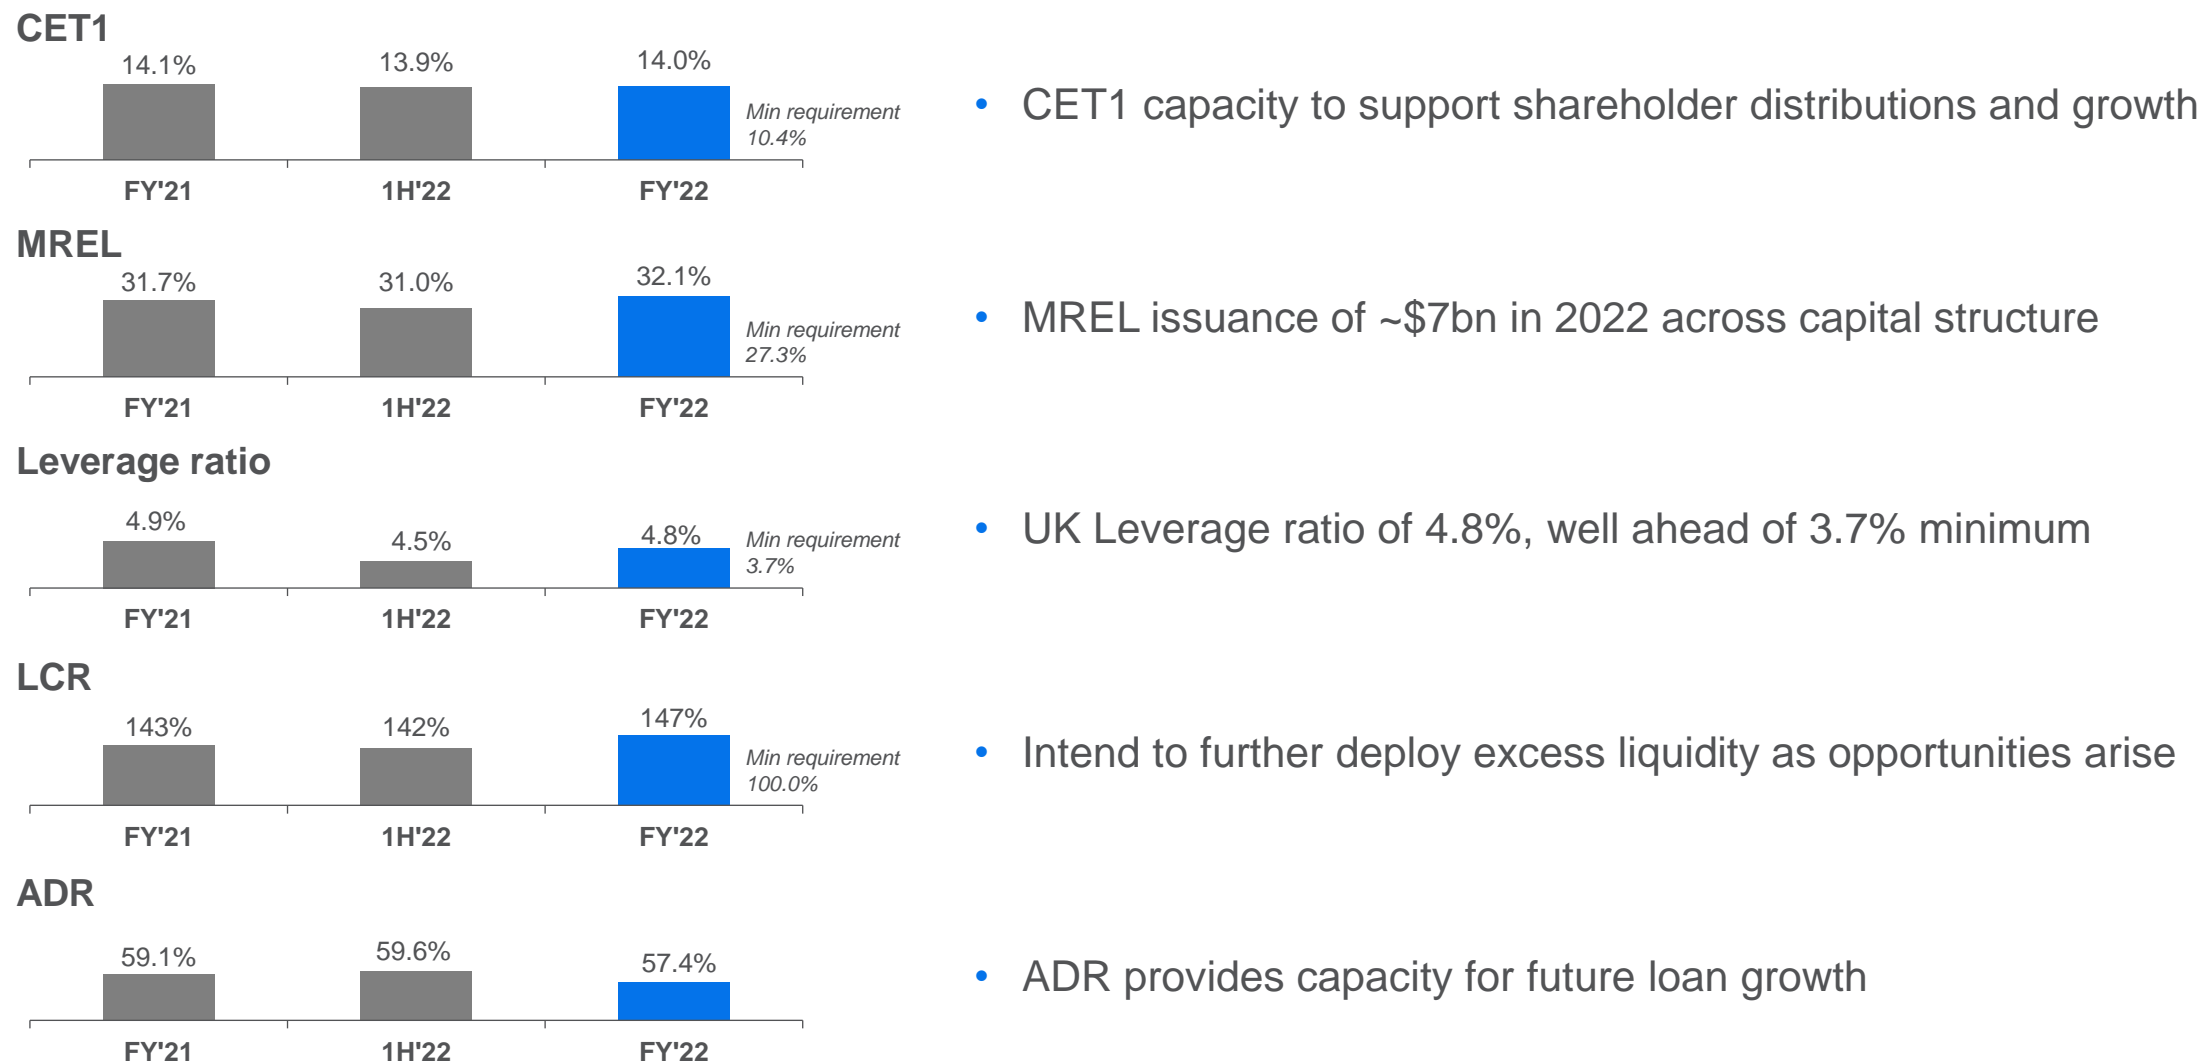 CET1
14.1%
13.9%
14.0%
Min requirement
10.4%
FY'21
1H'22
FY'22
• CET1 capacity to support shareholder distributions and growth
MREL
31.7%
31.0%
32.1%
Min requirement
27.3%
FY'21
1H'22
FY'22
• MREL issuance of ~$7bn in 2022 across capital structure
Leverage ratio
4.9%
4.5%
4.8%
Min requirement
3.7%
FY'21
1H'22
FY'22
• UK Leverage ratio of 4.8%, well ahead of 3.7% minimum
LCR
143%
142%
147%
Min requirement
100.0%
FY'21
1H'22
FY'22
• Intend to further deploy excess liquidity as opportunities arise
ADR
59.1%
59.6%
57.4%
FY'21
1H'22
FY'22
• ADR provides capacity for future loan growth